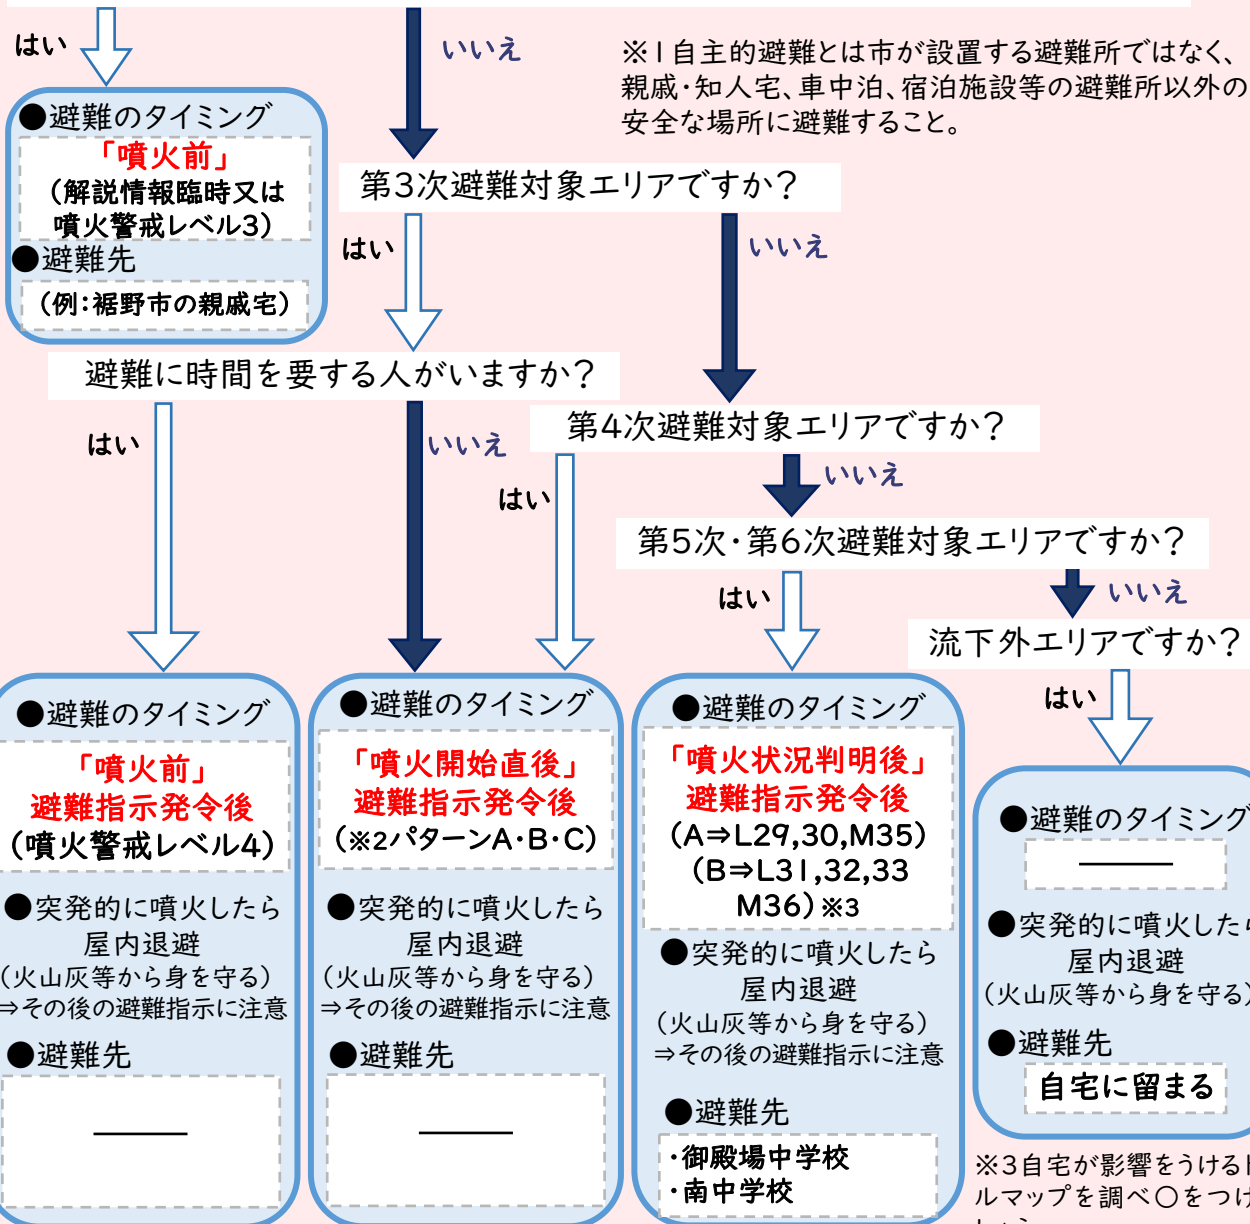 はい
いいえ
※1自主的避難とは市が設置する避難所ではなく、
親戚・知人宅、車中泊、宿泊施設等の避難所以外の
安全な場所に避難すること。
●避難のタイミング
「噴火前」
（解説情報臨時又は
噴火警戒レベル3）
●避難先
（例：裾野市の親戚宅）
第3次避難対象エリアですか？
はい
いいえ
避難に時間を要する人がいますか？
はい
いいえ
第4次避難対象エリアですか？
はい
いいえ
第5次・第6次避難対象エリアですか？
はい
いいえ
流下外エリアですか？
はい
●避難のタイミング
「噴火前」
避難指示発令後
（噴火警戒レベル4）
●突発的に噴火したら
屋内退避
（火山灰等から身を守る）
⇒その後の避難指示に注意
●避難先
●避難のタイミング
「噴火開始直後」
避難指示発令後
（※2パターンA・B・C）
●突発的に噴火したら
屋内退避
（火山灰等から身を守る）
⇒その後の避難指示に注意
●避難先
●避難のタイミング
「噴火状況判明後」
避難指示発令後
（A⇒L29,30,M35）
（B⇒L31,32,33
M36）※3
●突発的に噴火したら
屋内退避
（火山灰等から身を守る）
⇒その後の避難指示に注意
●避難先
・御殿場中学校
・南中学校
●避難のタイミング
●突発的に噴火したら
屋内退避
（火山灰等から身を守る）
●避難先
自宅に留まる
※3自宅が影響をうける
ルマップを調べ〇をつけ